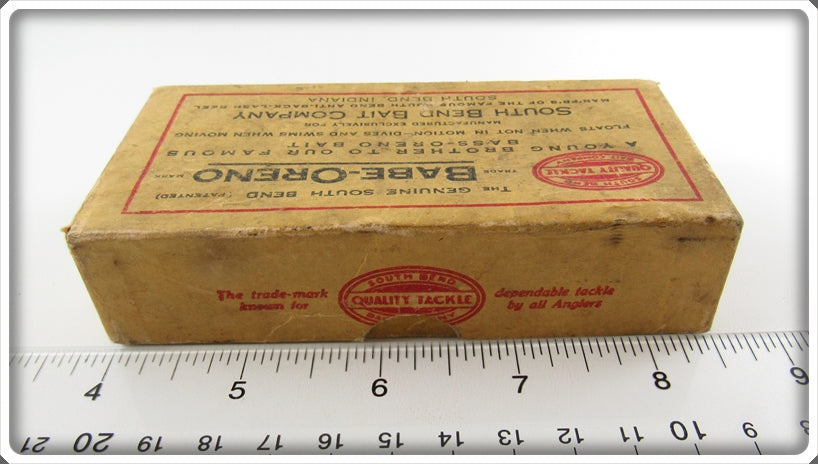 THE GENUINE SOUTH BEND (PATENTED)
TRADE BABE-ORENO MARK
A YOUNG BROTHER TO OUR FAMOUS
BASS-ORENO BAIT
FLOATS WHEN NOT IN MOTION-DIVES AND SWIMS WHEN MOVING
MANUFACTURED EXCLUSIVELY FOR
SOUTH BEND BAIT COMPANY
MAN'F'R'S OF THE FAMOUS SOUTH BEND ANTI-BACK-LASH REEL
SOUTH BEND, INDIANA
SOUTH BEND
QUALITY TACKLE
BAIT COMPANY
The trade-mark
known for
SOUTH BEND
QUALITY TACKLE
dependable tackle
by all Anglers
4 5 6 7 8 9
21 20 19 18 17 16 15 14 13 12 11 10 9